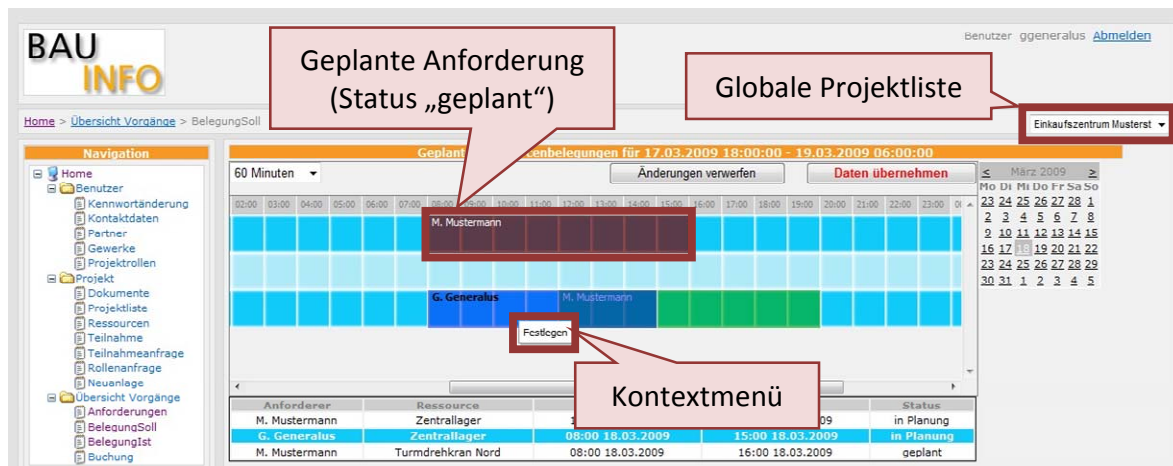 BAU
INFO
Benutzer ggeneralus Abmelden
Geplante Anforderung
(Status „geplant“)
Globale Projektliste
Home > Übersicht Vorgänge > BelegungSoll
Einkaufszentrum Musterst
Navigation
Home
Benutzer
Kennwortänderung
Kontaktdaten
Partner
Gewerke
Projektrollen
Projekt
Dokumente
Projektliste
Ressourcen
Teilnahme
Teilnahmeanfrage
Rollenanfrage
Neuanlage
Übersicht Vorgänge
Anforderungen
BelegungSoll
BelegungIst
Buchung
Geplant cenbelegungen für 17.03.2009 18:00:00 - 19.03.2009 06:00:00
60 Minuten
Änderungen verwerfen
Daten übernehmen
02:00 03:00 04:00 05:00 06:00 07:00 08:00 09:00 10:00 11:00 12:00 13:00 14:00 15:00 16:00 17:00 18:00 19:00 20:00 21:00 22:00 23:00
M. Mustermann
G. Generalus M. Mustermann
Festlegen
Kontextmenü
< März 2009 >
Mo Di Mi Do Fr Sa So
23 24 25 26 27 28 1
2 3 4 5 6 7 8
9 10 11 12 13 14 15
16 17 18 19 20 21 22
23 24 25 26 27 28 29
30 31 1 2 3 4 5
Anforderer Ressource Status
M. Mustermann Zentrallager 09 in Planung
G. Generalus Zentrallager 08:00 18.03.2009 15:00 18.03.2009 in Planung
M. Mustermann Turmdrehkran Nord 08:00 18.03.2009 16:00 18.03.2009 geplant